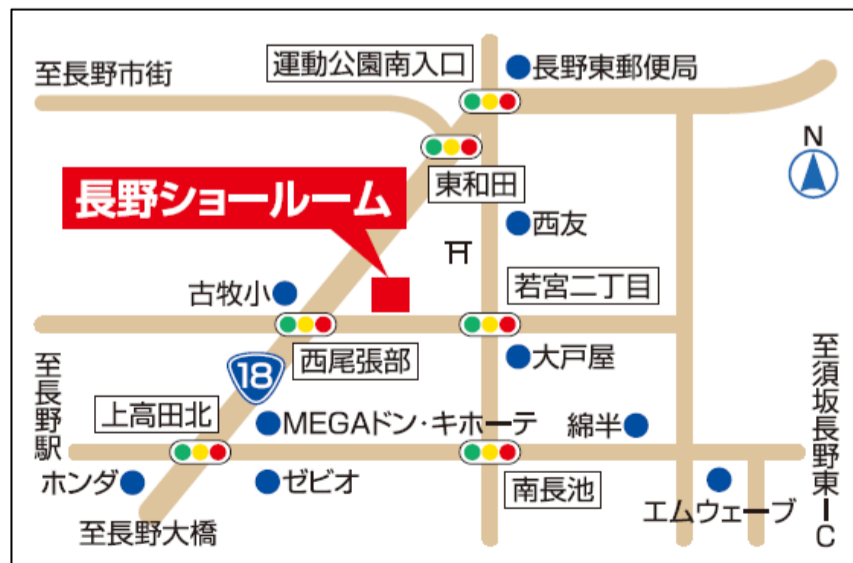 運動公園南入口
長野東郵便局
至長野市街
N
東和田
長野ショールーム
西友
古牧小
若宮二丁目
西尾張部
大戸屋
18
至長野駅
至須坂長野東IC
上高田北
MEGAドン・キホーテ
綿半
ホンダ
ゼビオ
南長池
エムウェーブ
至長野大橋